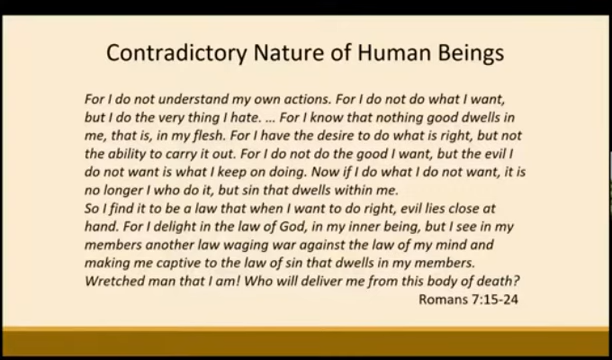 Contradictory Nature of Human Beings
For I do not understand my own actions. For I do not do what I want,
but I do the very thing I hate. ... For I know that nothing good dwells in
me, that is, in my flesh. For I have the desire to do what is right, but not
the ability to carry it out. For I do not do the good I want, but the evil I
do not want is what I keep on doing. Now if I do what I do not want, it is
no longer I who do it, but sin that dwells within me.
So I find it to be a law that when I want to do right, evil lies close at
hand. For I delight in the law of God, in my inner being, but I see in my
members another law waging war against the law of my mind and
making me captive to the law of sin that dwells in my members.
Wretched man that I am! Who will deliver me from this body of death?
Romans 7:15-24